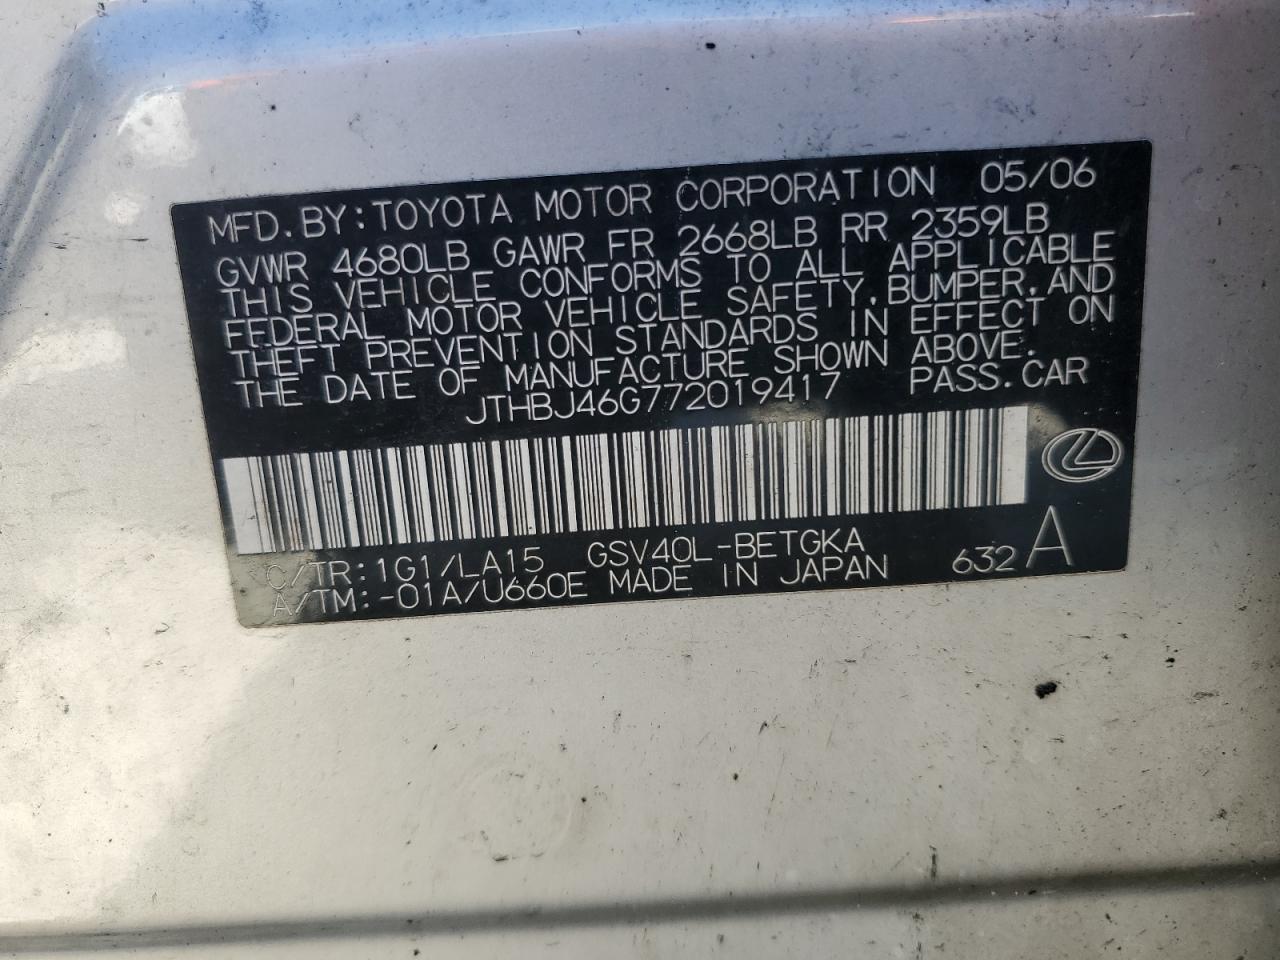 MFD. BY: TOYOTA MOTOR CORPORATION 05/06
GVWR 4680LB GAWR FR 2668LB RR 2359LB
THIS VEHICLE CONFORMS TO ALL APPLICABLE
FEDERAL MOTOR VEHICLE SAFETY, BUMPER, AND
THEFT PREVENTION STANDARDS IN EFFECT ON
THE DATE OF MANUFACTURE SHOWN ABOVE.
JTHBJ46G772019417 PASS. CAR
C/TR: 1G1/LA15 GSV40L-BETGKA
A/TM: -01A/U660E MADE IN JAPAN 632 A